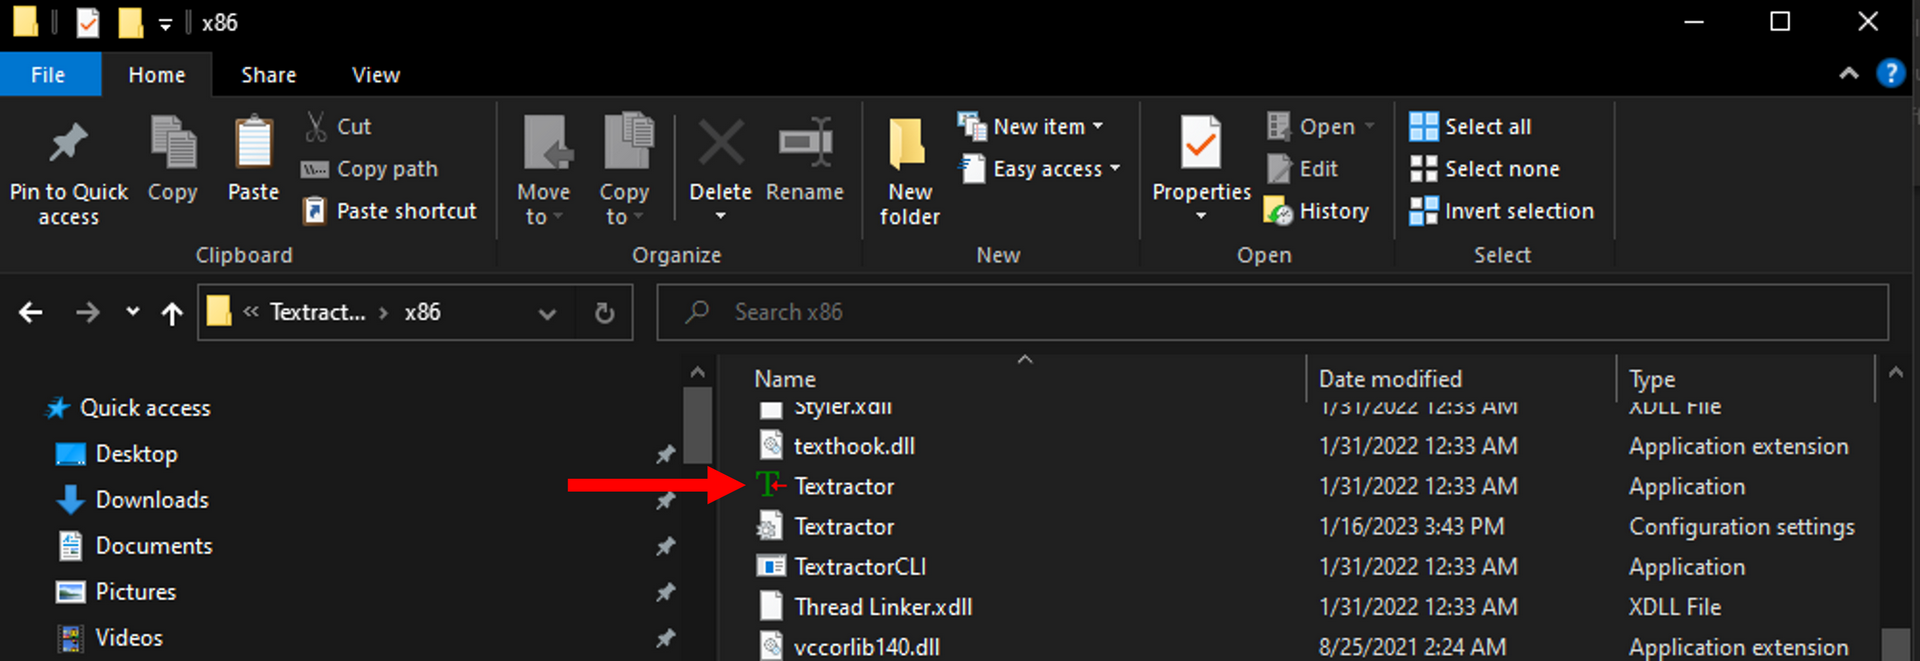 x86
File Home Share View
Pin to Quick access
Copy
Paste
Cut
Copy path
Paste shortcut
Clipboard
Move to
Copy to
Delete
Rename
Organize
New folder
New item
Easy access
New
Properties
Open
Edit
History
Open
Select all
Select none
Invert selection
Select
« Textract... > x86
Search x86
Quick access
Desktop
Downloads
Documents
Pictures
Videos
Name Date modified Type
Styler.xdll 1/31/2022 12:33 AM XDLL File
texthook.dll 1/31/2022 12:33 AM Application extension
Textractor 1/31/2022 12:33 AM Application
Textractor 1/16/2023 3:43 PM Configuration settings
TextractorCLI 1/31/2022 12:33 AM Application
Thread Linker.xdll 1/31/2022 12:33 AM XDLL File
vccorlib140.dll 8/25/2021 2:24 AM Application extension